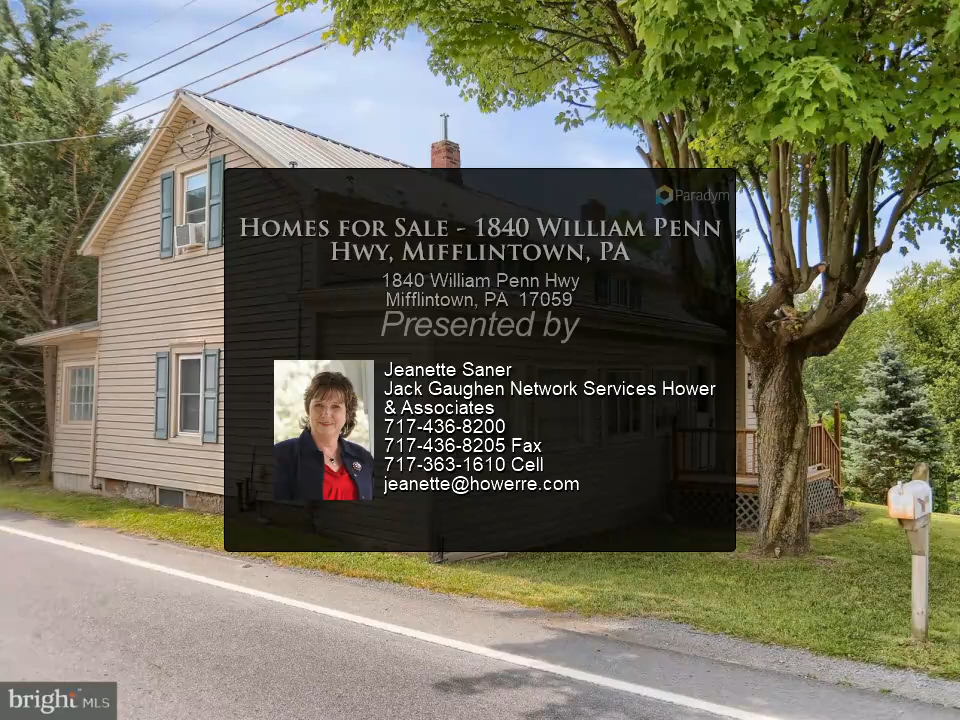 Paradym
Homes for Sale - 1840 William Penn
Hwy, Mifflintown, PA
1840 William Penn Hwy
Mifflintown, PA 17059
Presented by
Jeanette Saner
Jack Gaughen Network Services Hower
& Associates
717-436-8200
717-436-8205 Fax
717-363-1610 Cell
jeanette@howerre.com
bright MLS